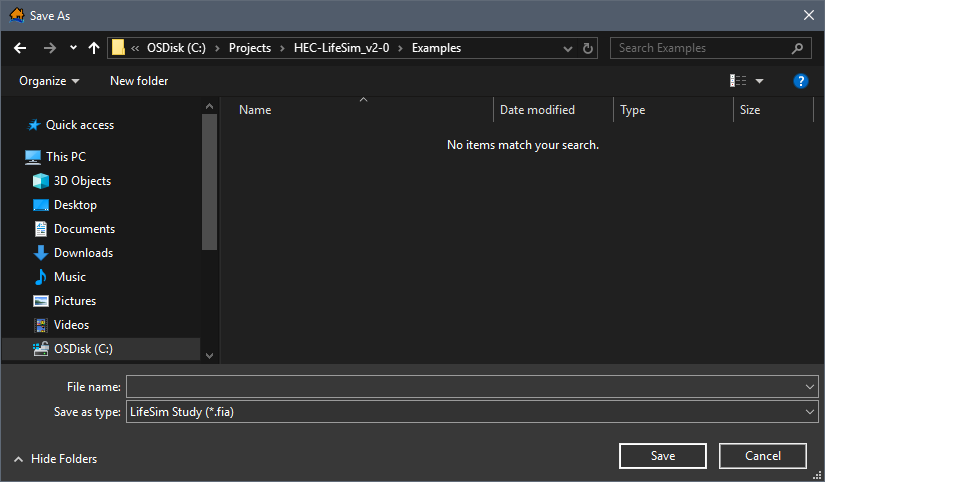 Save As
OSDisk (C:) Projects HEC-LifeSim_v2-0 Examples
Search Examples
Organize New folder
Name Date modified Type Size
No items match your search.
Quick access
This PC
3D Objects
Desktop
Documents
Downloads
Music
Pictures
Videos
OSDisk (C:)
File name:
Save as type: LifeSim Study (*.fia)
Hide Folders Save Cancel